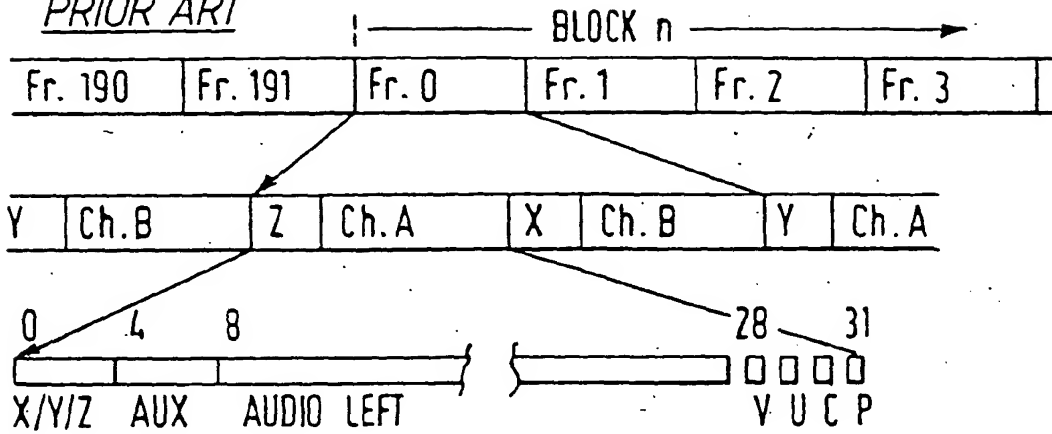 PRIOR ART
BLOCK n
Fr. 190 Fr. 191 Fr. 0 Fr. 1 Fr. 2 Fr. 3
Y Ch. B Z Ch. A X Ch. B Y Ch. A
0 4 8 28 31
X/Y/Z AUX AUDIO LEFT V U C P